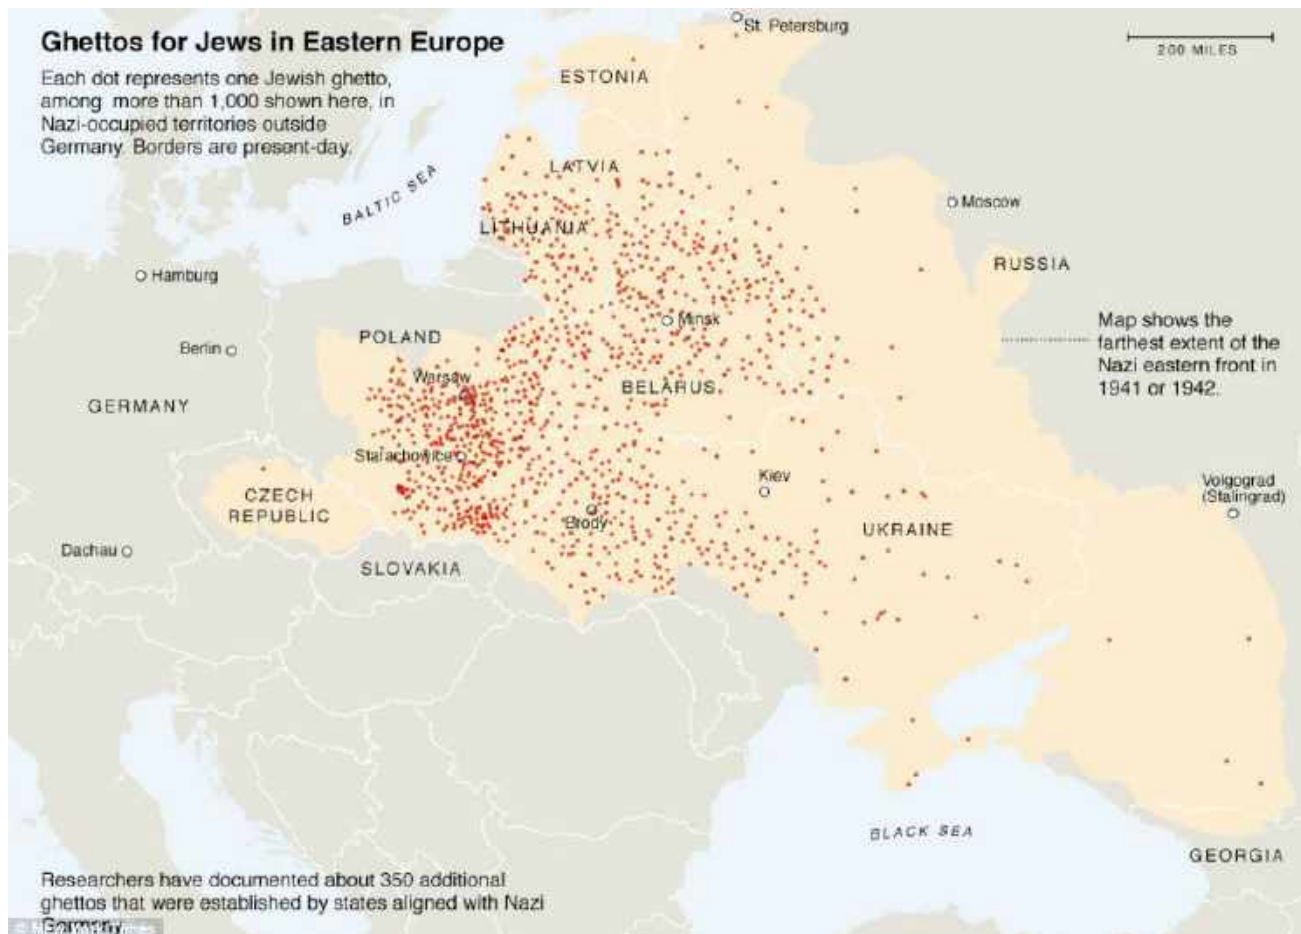 Ghettos for Jews in Eastern Europe
Each dot represents one Jewish ghetto,
among more than 1,000 shown here, in
Nazi-occupied territories outside
Germany. Borders are present-day.
St. Petersburg
200 MILES
ESTONIA
LATVIA
BALTIC SEA
Moscow
LITHUANIA
RUSSIA
Hamburg
Minsk
Map shows the
farthest extent of the
Nazi eastern front in
1941 or 1942.
POLAND
Berlin
Warsaw
BELARUS
GERMANY
Starachowice
Kiev
Volgograd
(Stalingrad)
CZECH
REPUBLIC
Brody
UKRAINE
Dachau
SLOVAKIA
BLACK SEA
GEORGIA
Researchers have documented about 350 additional
ghettos that were established by states aligned with Nazi
Germany.
© New York Times